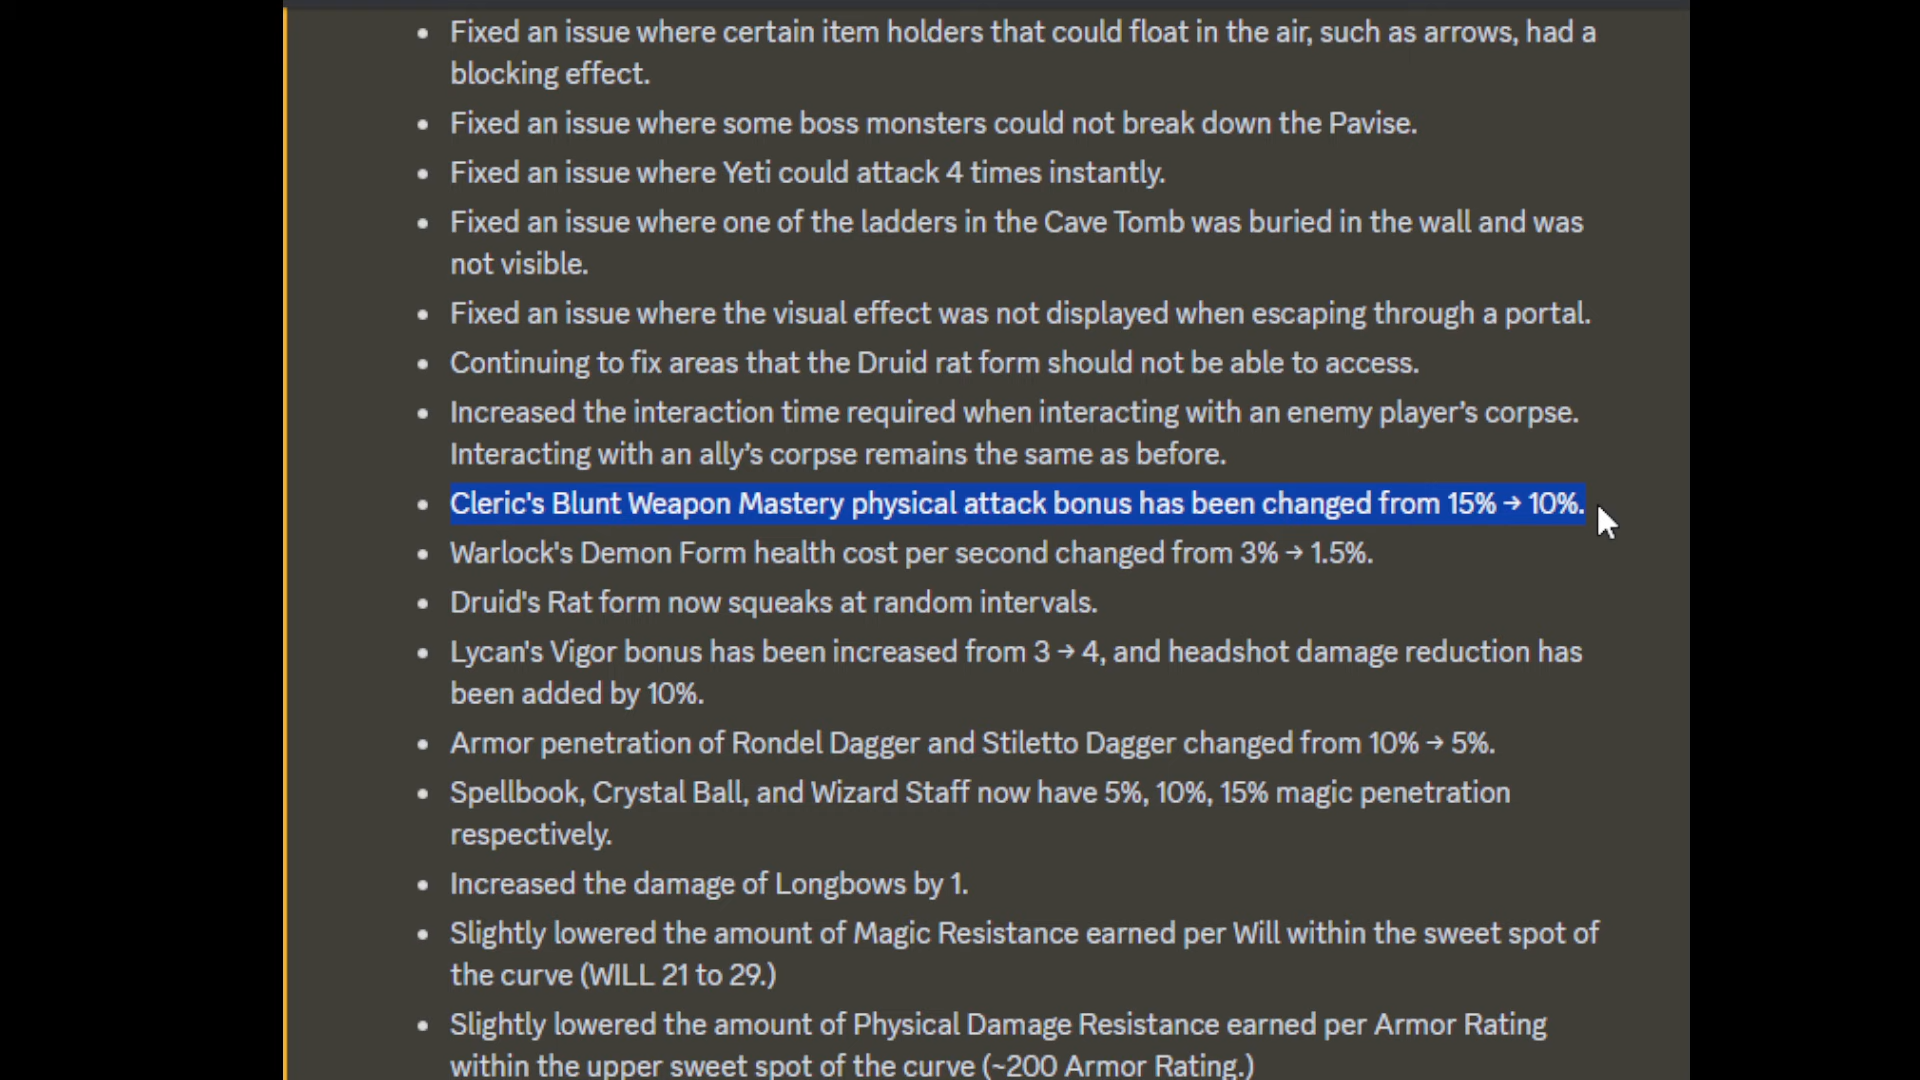 • Fixed an issue where certain item holders that could float in the air, such as arrows, had a
blocking effect.
• Fixed an issue where some boss monsters could not break down the Pavise.
• Fixed an issue where Yeti could attack 4 times instantly.
• Fixed an issue where one of the ladders in the Cave Tomb was buried in the wall and was
not visible.
• Fixed an issue where the visual effect was not displayed when escaping through a portal.
• Continuing to fix areas that the Druid rat form should not be able to access.
• Increased the interaction time required when interacting with an enemy player’s corpse.
Interacting with an ally’s corpse remains the same as before.
• Cleric's Blunt Weapon Mastery physical attack bonus has been changed from 15% → 10%.
• Warlock's Demon Form health cost per second changed from 3% → 1.5%.
• Druid's Rat form now squeaks at random intervals.
• Lycan's Vigor bonus has been increased from 3 → 4, and headshot damage reduction has
been added by 10%.
• Armor penetration of Rondel Dagger and Stiletto Dagger changed from 10% → 5%.
• Spellbook, Crystal Ball, and Wizard Staff now have 5%, 10%, 15% magic penetration
respectively.
• Increased the damage of Longbows by 1.
• Slightly lowered the amount of Magic Resistance earned per Will within the sweet spot of
the curve (WILL 21 to 29.)
• Slightly lowered the amount of Physical Damage Resistance earned per Armor Rating
within the upper sweet spot of the curve (~200 Armor Rating.)